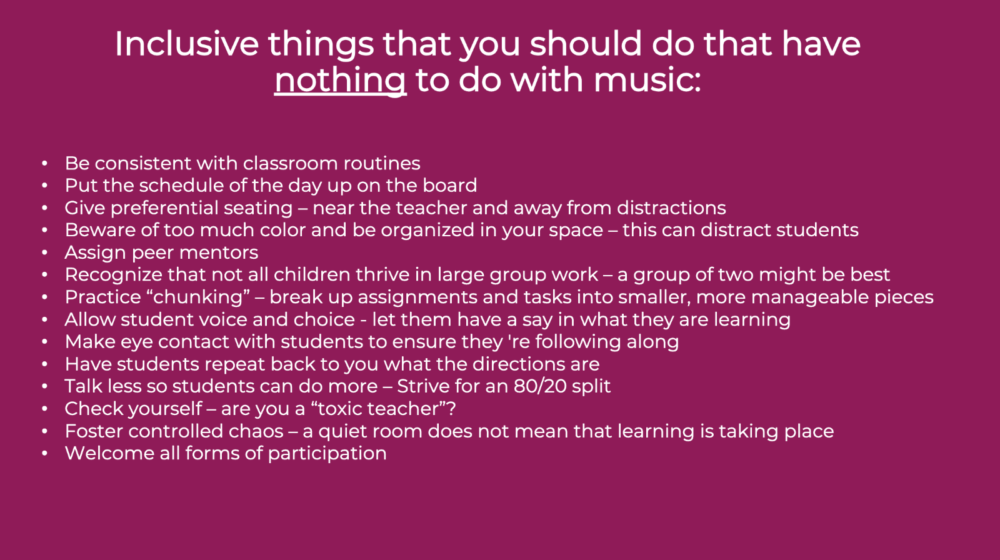 Inclusive things that you should do that have
nothing to do with music:
• Be consistent with classroom routines
• Put the schedule of the day up on the board
• Give preferential seating – near the teacher and away from distractions
• Beware of too much color and be organized in your space – this can distract students
• Assign peer mentors
• Recognize that not all children thrive in large group work – a group of two might be best
• Practice “chunking” – break up assignments and tasks into smaller, more manageable pieces
• Allow student voice and choice - let them have a say in what they are learning
• Make eye contact with students to ensure they 're following along
• Have students repeat back to you what the directions are
• Talk less so students can do more – Strive for an 80/20 split
• Check yourself – are you a “toxic teacher”?
• Foster controlled chaos – a quiet room does not mean that learning is taking place
• Welcome all forms of participation